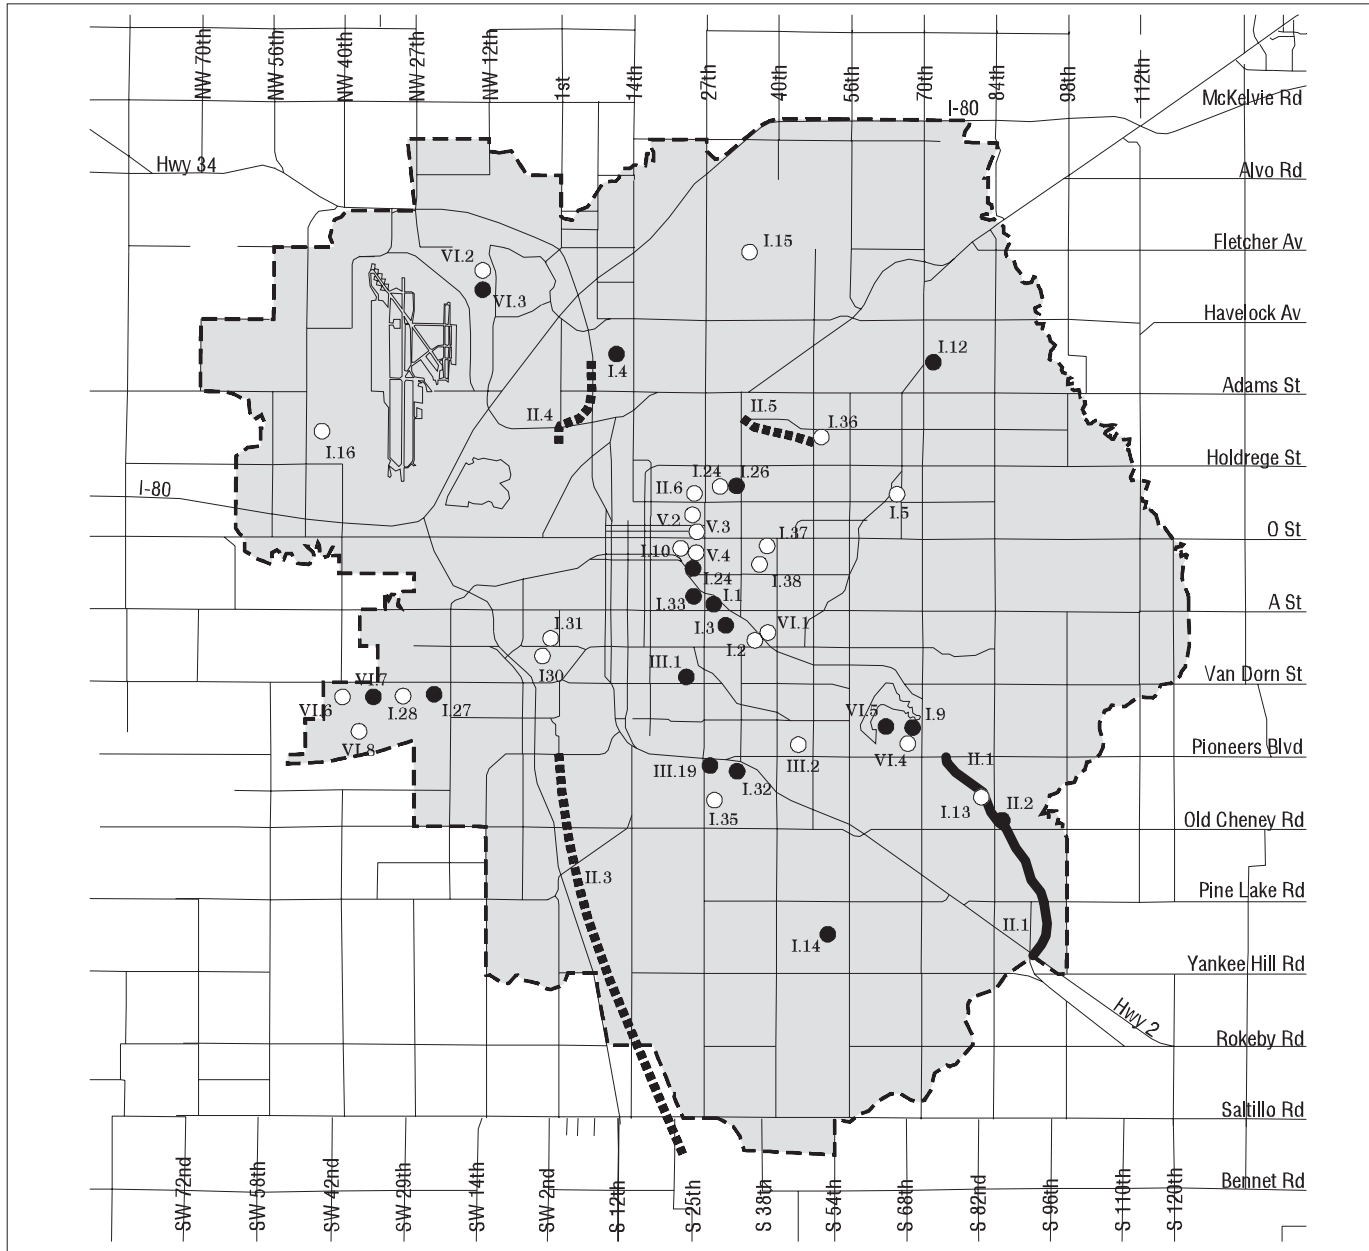 NW 70th
NW 56th
NW 40th
NW 27th
NW 12th
1st
14th
27th
40th
56th
70th
84th
98th
112th
McKelvie Rd
I-80
Hwy 34
Alvo Rd
I.15
Fletcher Av
VI.2
VI.3
Havelock Av
I.4
I.12
Adams St
II.4
II.5
I.36
I.16
Holdrege St
I.24
I.26
II.6
I-80
I.5
V.2
V.3
O St
I.10
V.4
I.37
I.24
I.38
I.33
I.1
A St
I.31
I.3
VI.1
I.2
I30
III.1
Van Dorn St
VI.7
VI.6
I.28
I.27
VI.5
I.9
VI.8
III.2
VI.4
Pioneers Blvd
II.1
III.19
I.32
I.13
II.2
I.35
Old Cheney Rd
II.3
Pine Lake Rd
II.1
I.14
Yankee Hill Rd
Hwy 2
Rokeby Rd
Saltillo Rd
Bennet Rd
SW 72nd
SW 58th
SW 42nd
SW 29th
SW 14th
SW 2nd
S 12th
S 25th
S 38th
S 54th
S 68th
S 82nd
S 96th
S 110th
S 120th